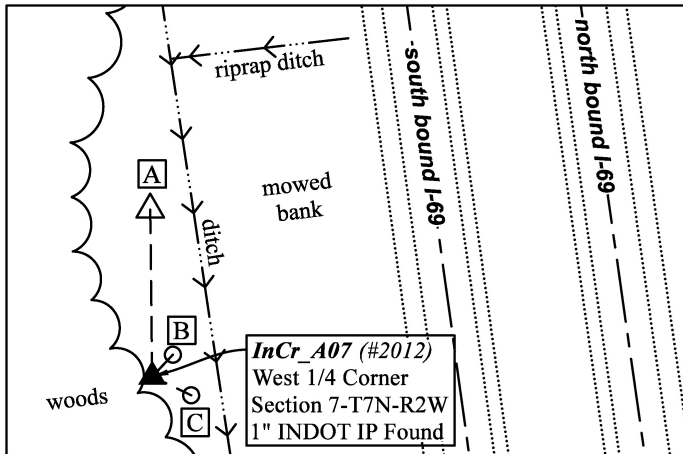 riprap ditch
south bound I-69
north bound I-69
A
mowed
bank
ditch
B
InCr_A07 (#2012)
West 1/4 Corner
Section 7-T7N-R2W
1" INDOT IP Found
woods
C